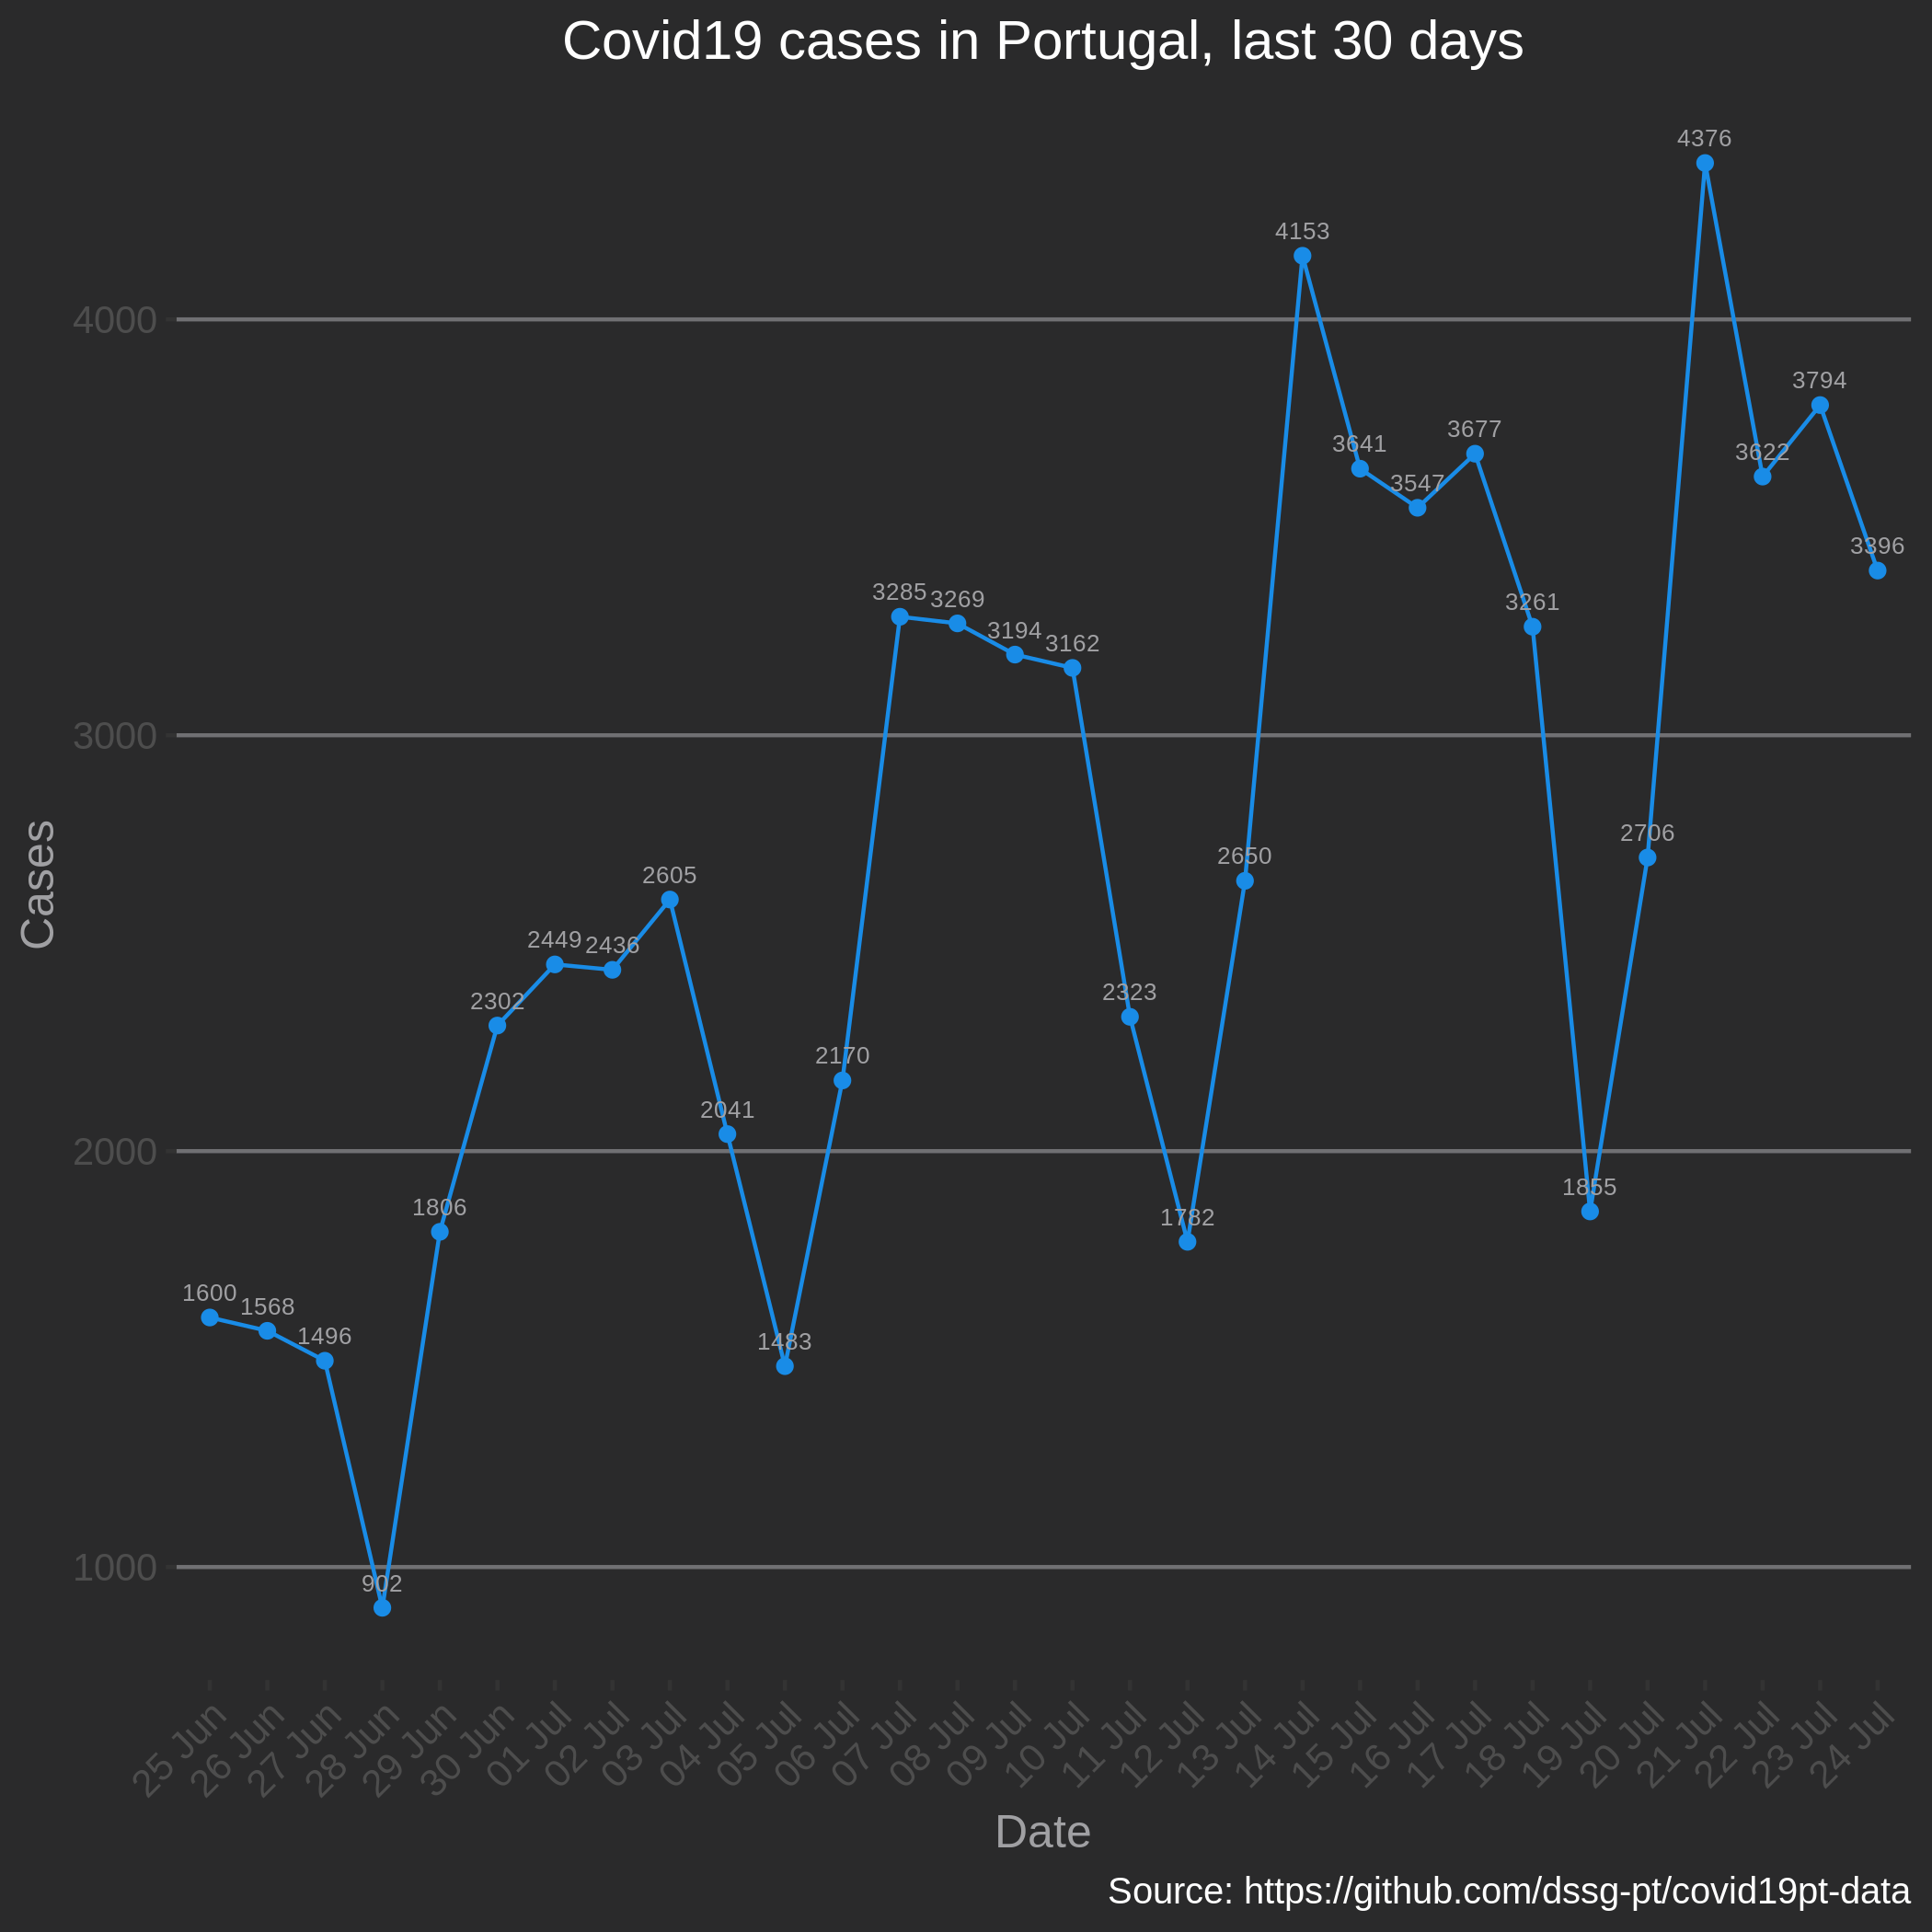 Covid19 cases in Portugal, last 30 days
4376
4153
4000
3794
3677
3641
3622
3547
3396
3285
3269
3261
3194
3162
3000
2706
2650
2605
2449
2436
2323
2302
2170
2041
2000
1855
1806
1782
1600
1568
1496
1483
1000
902
Cases
25 Jun
26 Jun
27 Jun
28 Jun
29 Jun
30 Jun
01 Jul
02 Jul
03 Jul
04 Jul
05 Jul
06 Jul
07 Jul
08 Jul
09 Jul
10 Jul
11 Jul
12 Jul
13 Jul
14 Jul
15 Jul
16 Jul
17 Jul
18 Jul
19 Jul
20 Jul
21 Jul
22 Jul
23 Jul
24 Jul
Date
Source: https://github.com/dssg-pt/covid19pt-data